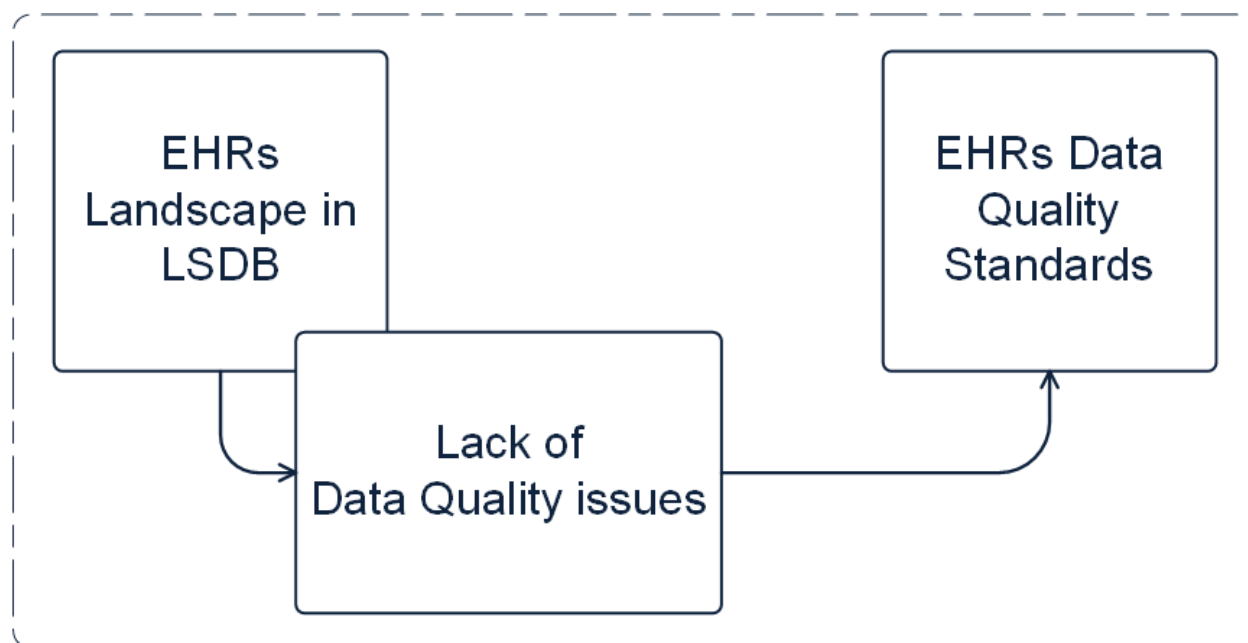 EHRs
Landscape in
LSDB
EHRs Data
Quality
Standards
Lack of
Data Quality issues